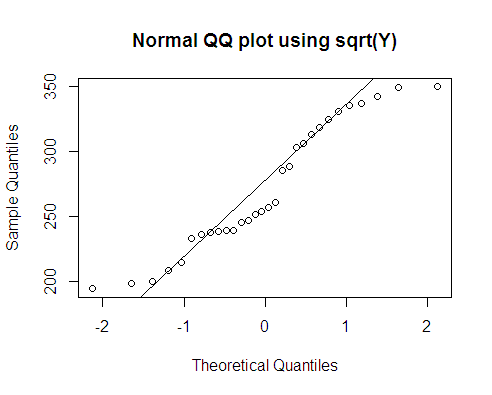 Normal QQ plot using sqrt(Y)
Sample Quantiles
350
300
250
200
-2 -1 0 1 2
Theoretical Quantiles